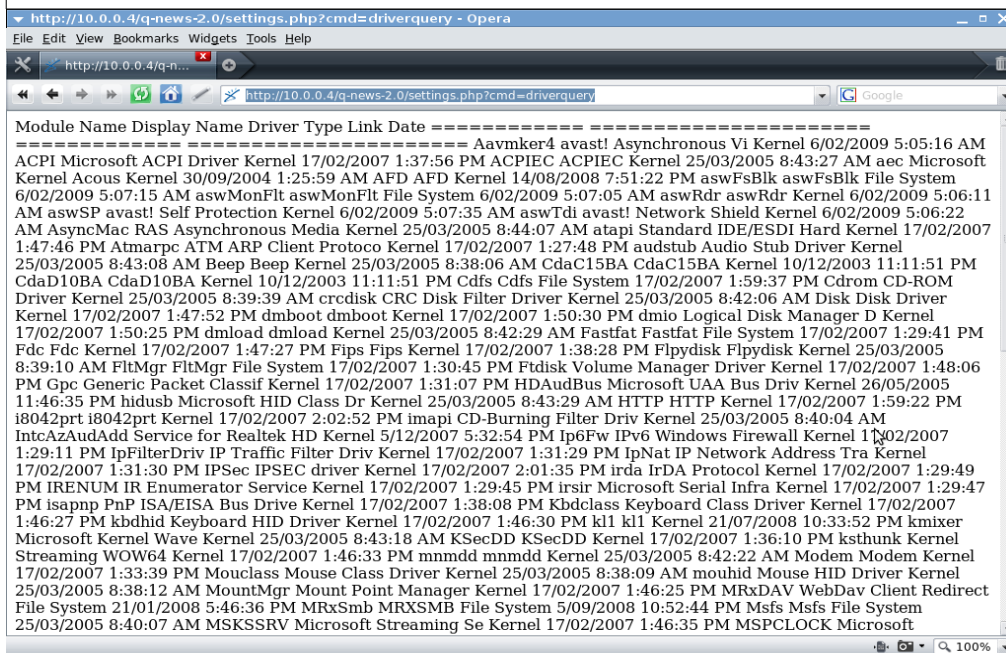 http://10.0.0.4/q-news-2.0/settings.php?cmd=driverquery - Opera
File Edit View Bookmarks Widgets Tools Help
http://10.0.0.4/q-n...
http://10.0.0.4/q-news-2.0/settings.php?cmd=driverquery
Google
Module Name Display Name Driver Type Link Date ============ ======================
============= ====================== Aavmker4 avast! Asynchronous Vi Kernel 6/02/2009 5:05:16 AM
ACPI Microsoft ACPI Driver Kernel 17/02/2007 1:37:56 PM ACPIEC ACPIEC Kernel 25/03/2005 8:43:27 AM aec Microsoft
Kernel Acous Kernel 30/09/2004 1:25:59 AM AFD AFD Kernel 14/08/2008 7:51:22 PM aswFsBlk aswFsBlk File System
6/02/2009 5:07:15 AM aswMonFlt aswMonFlt File System 6/02/2009 5:07:05 AM aswRdr aswRdr Kernel 6/02/2009 5:06:11
AM aswSP avast! Self Protection Kernel 6/02/2009 5:07:35 AM aswTdi avast! Network Shield Kernel 6/02/2009 5:06:22
AM AsyncMac RAS Asynchronous Media Kernel 25/03/2005 8:44:07 AM atapi Standard IDE/ESDI Hard Kernel 17/02/2007
1:47:46 PM Atmarpc ATM ARP Client Protoco Kernel 17/02/2007 1:27:48 PM audstub Audio Stub Driver Kernel
25/03/2005 8:43:08 AM Beep Beep Kernel 25/03/2005 8:38:06 AM CdaC15BA CdaC15BA Kernel 10/12/2003 11:11:51 PM
CdaD10BA CdaD10BA Kernel 10/12/2003 11:11:51 PM Cdfs Cdfs File System 17/02/2007 1:59:37 PM Cdrom CD-ROM
Driver Kernel 25/03/2005 8:39:39 AM crcdisk CRC Disk Filter Driver Kernel 25/03/2005 8:42:06 AM Disk Disk Driver
Kernel 17/02/2007 1:47:52 PM dmboot dmboot Kernel 17/02/2007 1:50:30 PM dmio Logical Disk Manager D Kernel
17/02/2007 1:50:25 PM dmload dmload Kernel 25/03/2005 8:42:29 AM Fastfat Fastfat File System 17/02/2007 1:29:41 PM
Fdc Fdc Kernel 17/02/2007 1:47:27 PM Fips Fips Kernel 17/02/2007 1:38:28 PM Flpydisk Flpydisk Kernel 25/03/2005
8:39:10 AM FltMgr FltMgr File System 17/02/2007 1:30:45 PM Ftdisk Volume Manager Driver Kernel 17/02/2007 1:48:06
PM Gpc Generic Packet Classif Kernel 17/02/2007 1:31:07 PM HDAudBus Microsoft UAA Bus Driv Kernel 26/05/2005
11:46:35 PM hidusb Microsoft HID Class Dr Kernel 25/03/2005 8:43:29 AM HTTP HTTP Kernel 17/02/2007 1:59:22 PM
i8042prt i8042prt Kernel 17/02/2007 2:02:52 PM imapi CD-Burning Filter Driv Kernel 25/03/2005 8:40:04 AM
IntcAzAudAdd Service for Realtek HD Kernel 5/12/2007 5:32:54 PM Ip6Fw IPv6 Windows Firewall Kernel 17/02/2007
1:29:11 PM IpFilterDriv IP Traffic Filter Driv Kernel 17/02/2007 1:31:29 PM IpNat IP Network Address Tra Kernel
17/02/2007 1:31:30 PM IPSec IPSEC driver Kernel 17/02/2007 2:01:35 PM irda IrDA Protocol Kernel 17/02/2007 1:29:49
PM IRENUM IR Enumerator Service Kernel 17/02/2007 1:29:45 PM irsir Microsoft Serial Infra Kernel 17/02/2007 1:29:47
PM isapnp PnP ISA/EISA Bus Drive Kernel 17/02/2007 1:38:08 PM Kbdclass Keyboard Class Driver Kernel 17/02/2007
1:46:27 PM kbdhid Keyboard HID Driver Kernel 17/02/2007 1:46:30 PM kl1 kl1 Kernel 21/07/2008 10:33:52 PM kmixer
Microsoft Kernel Wave Kernel 25/03/2005 8:43:18 AM KSecDD KSecDD Kernel 17/02/2007 1:36:10 PM ksthunk Kernel
Streaming WOW64 Kernel 17/02/2007 1:46:33 PM mnmdd mnmdd Kernel 25/03/2005 8:42:22 AM Modem Modem Kernel
17/02/2007 1:33:39 PM Mouclass Mouse Class Driver Kernel 25/03/2005 8:38:09 AM mouhid Mouse HID Driver Kernel
25/03/2005 8:38:12 AM MountMgr Mount Point Manager Kernel 17/02/2007 1:46:25 PM MRxDAV WebDav Client Redirect
File System 21/01/2008 5:46:36 PM MRxSmb MRXSMB File System 5/09/2008 10:52:44 PM Msfs Msfs File System
25/03/2005 8:40:07 AM MSKSSRV Microsoft Streaming Se Kernel 17/02/2007 1:46:35 PM MSPCLOCK Microsoft
100%